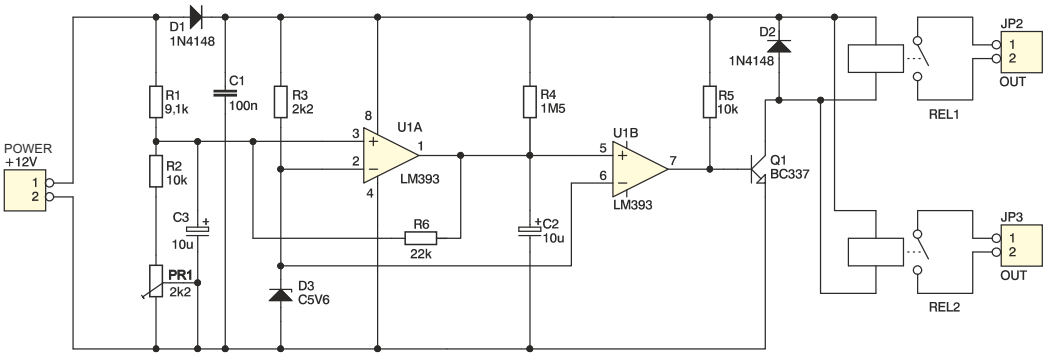 POWER
+12V
1
2
D1
1N4148
R1
9,1k
R2
10k
C3
+
10u
PR1
2k2
C1
100n
R3
2k2
D3
C5V6
8
U1A
3
+
1
2
−
4
LM393
R6
22k
R4
1M5
+
C2
10u
U1B
5
+
7
6
−
LM393
R5
10k
D2
1N4148
Q1
BC337
REL1
JP2
1
2
OUT
REL2
JP3
1
2
OUT